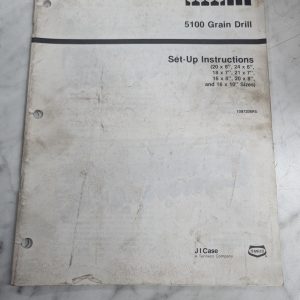 5100 Grain Drill
Set-Up Instructions
(20 x 6", 24 x 6",
18 x 7", 21 x 7",
16 x 8", 20 x 8",
and 16 x 10" Sizes)
J I Case
A Tenneco Company